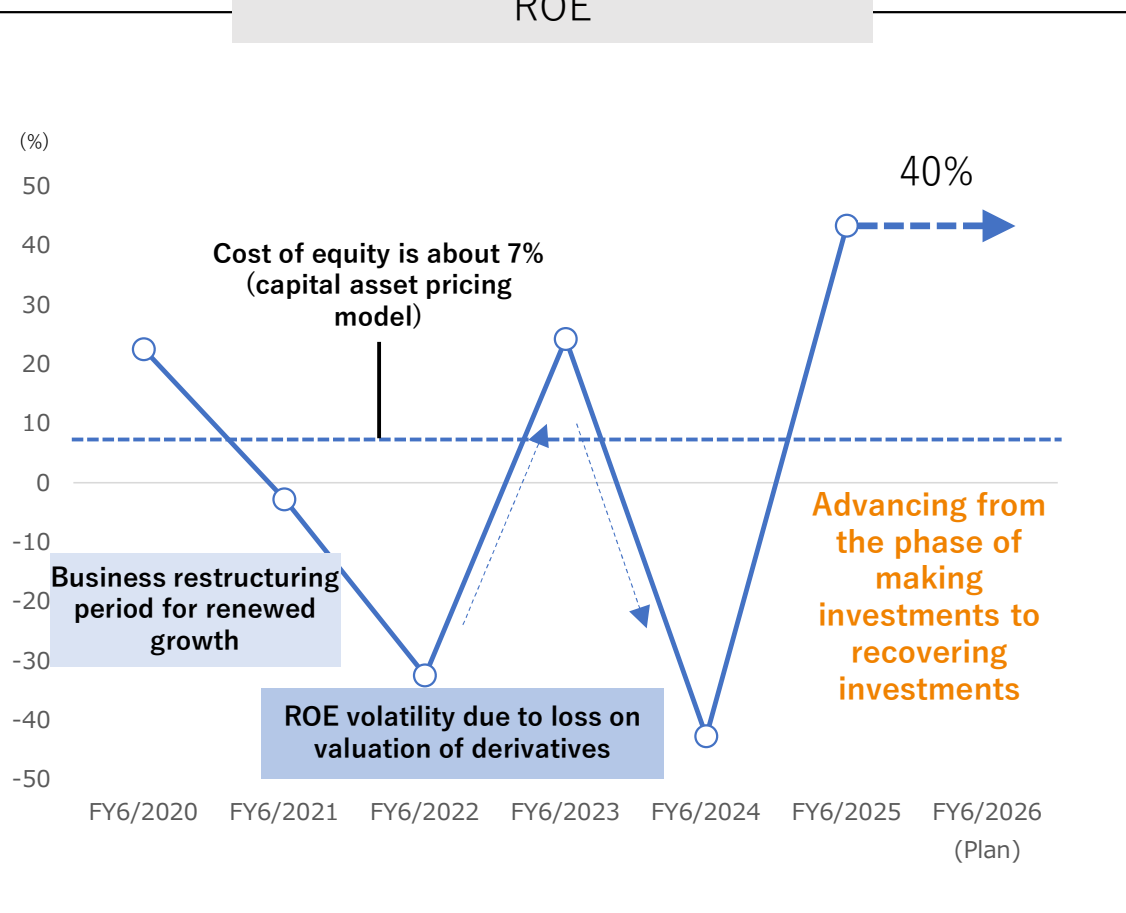 ROE
(%)
50
40
30
20
10
0
-10
-20
-30
-40
-50
40%
Cost of equity is about 7%
(capital asset pricing
model)
Business restructuring
period for renewed
growth
ROE volatility due to loss on
valuation of derivatives
Advancing from
the phase of
making
investments to
recovering
investments
FY6/2020 FY6/2021 FY6/2022 FY6/2023 FY6/2024 FY6/2025 FY6/2026
(Plan)